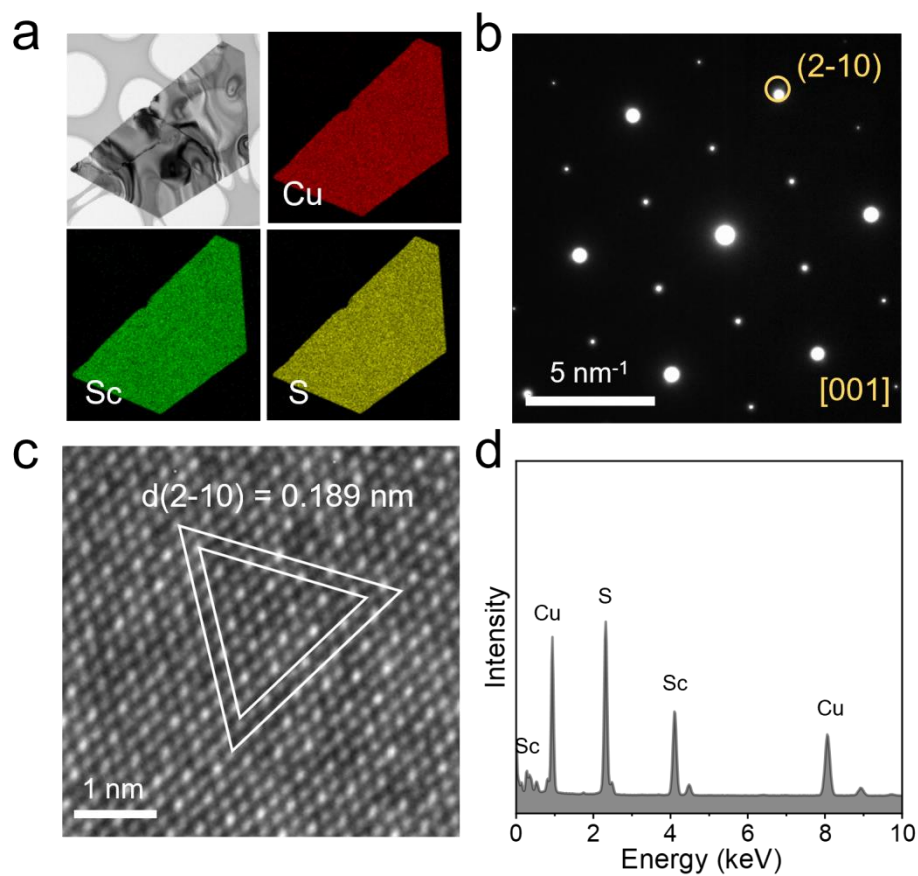 a
Cu
Sc
S
b
(2-10)
5 nm⁻¹
[001]
c
d(2-10) = 0.189 nm
1 nm
d
Intensity
Sc
Cu
S
Sc
Cu
0 2 4 6 8 10
Energy (keV)